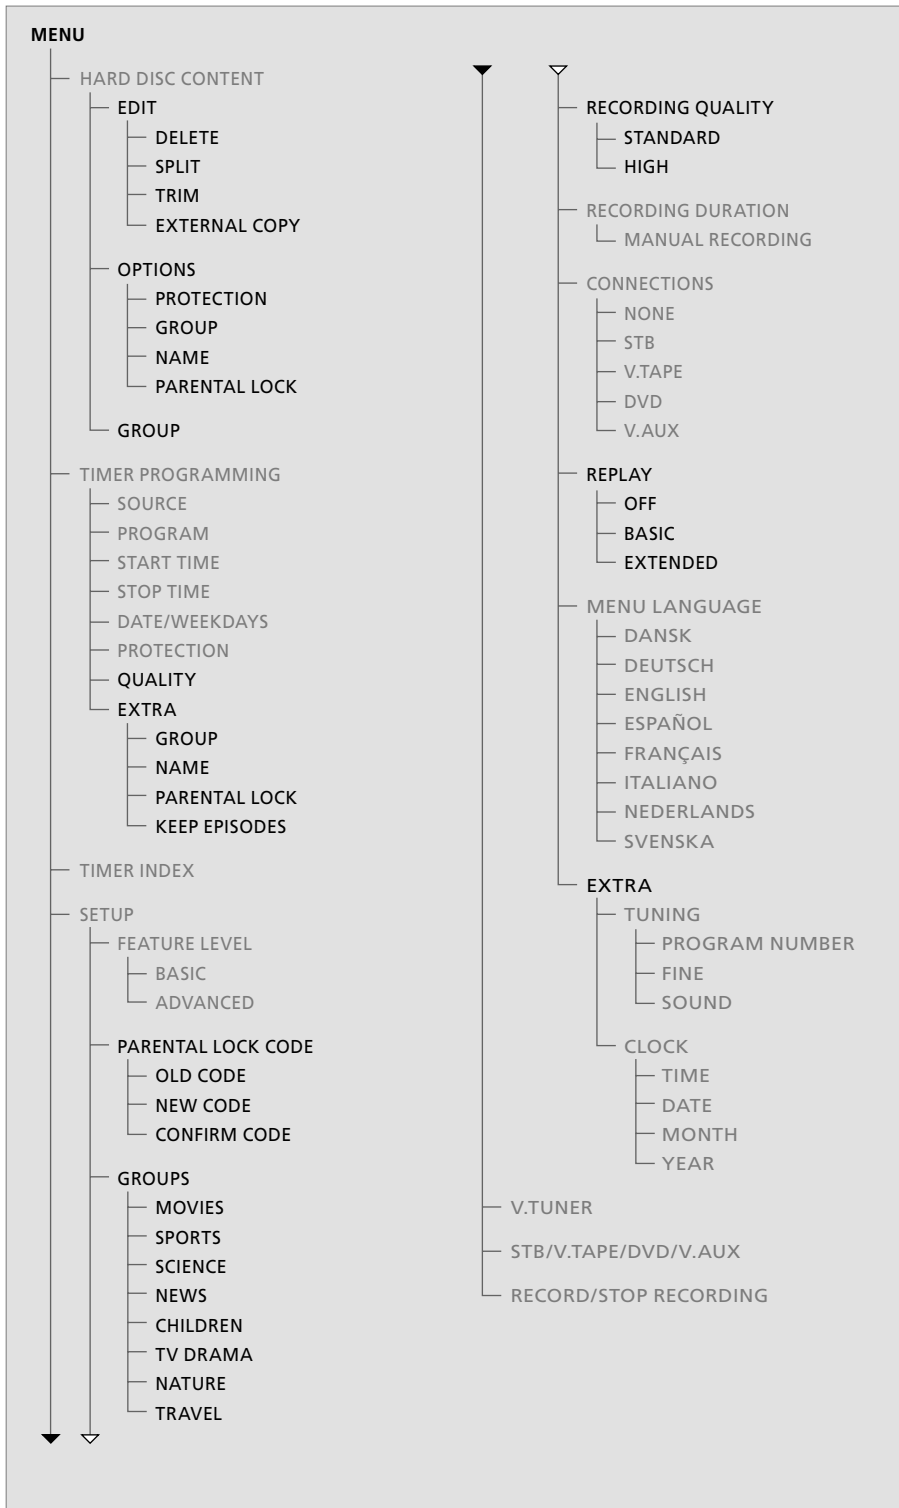 MENU
HARD DISC CONTENT
EDIT
DELETE
SPLIT
TRIM
EXTERNAL COPY
OPTIONS
PROTECTION
GROUP
NAME
PARENTAL LOCK
GROUP
TIMER PROGRAMMING
SOURCE
PROGRAM
START TIME
STOP TIME
DATE/WEEKDAYS
PROTECTION
QUALITY
EXTRA
GROUP
NAME
PARENTAL LOCK
KEEP EPISODES
TIMER INDEX
SETUP
FEATURE LEVEL
BASIC
ADVANCED
PARENTAL LOCK CODE
OLD CODE
NEW CODE
CONFIRM CODE
GROUPS
MOVIES
SPORTS
SCIENCE
NEWS
CHILDREN
TV DRAMA
NATURE
TRAVEL
RECORDING QUALITY
STANDARD
HIGH
RECORDING DURATION
MANUAL RECORDING
CONNECTIONS
NONE
STB
V.TAPE
DVD
V.AUX
REPLAY
OFF
BASIC
EXTENDED
MENU LANGUAGE
DANSK
DEUTSCH
ENGLISH
ESPAÑOL
FRANÇAIS
ITALIANO
NEDERLANDS
SVENSKA
EXTRA
TUNING
PROGRAM NUMBER
FINE
SOUND
CLOCK
TIME
DATE
MONTH
YEAR
V.TUNER
STB/V.TAPE/DVD/V.AUX
RECORD/STOP RECORDING